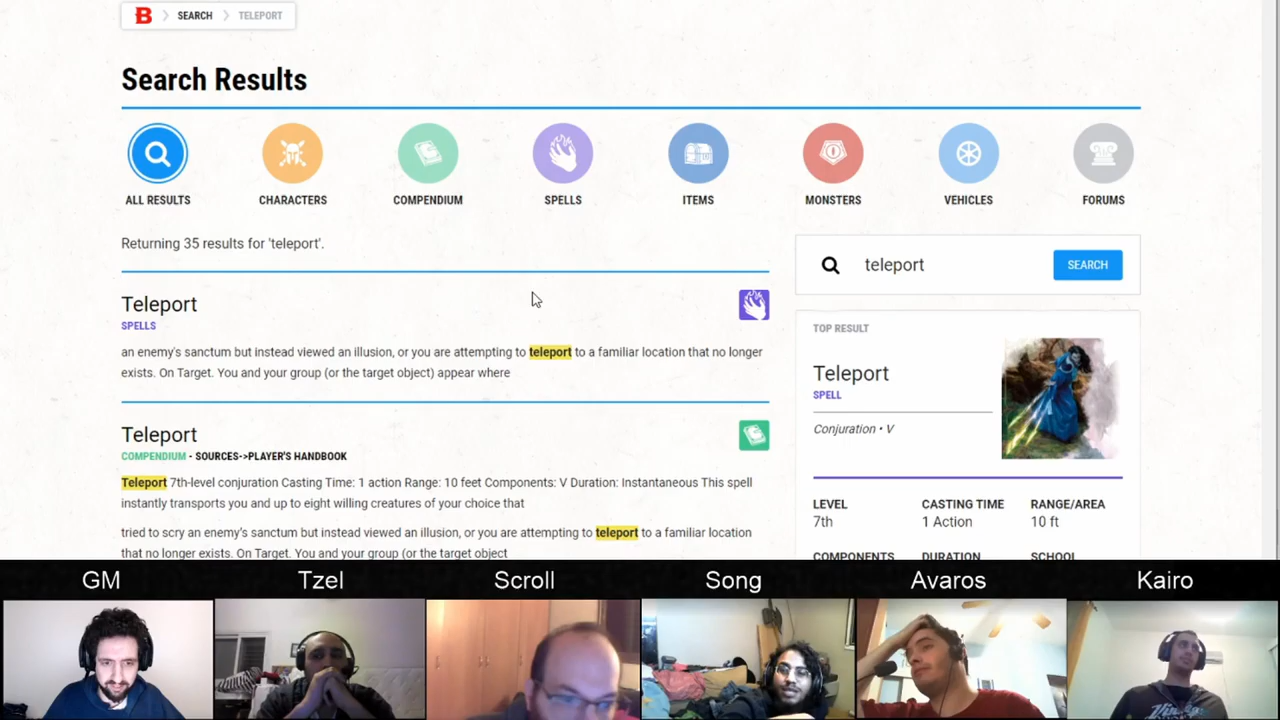 B SEARCH TELEPORT
Search Results
ALL RESULTS
CHARACTERS
COMPENDIUM
SPELLS
ITEMS
MONSTERS
VEHICLES
FORUMS
Returning 35 results for 'teleport'.
Teleport
SPELLS
an enemy's sanctum but instead viewed an illusion, or you are attempting to teleport to a familiar location that no longer
exists. On Target. You and your group (or the target object) appear where
Teleport
COMPENDIUM - SOURCES->PLAYER'S HANDBOOK
Teleport 7th-level conjuration Casting Time: 1 action Range: 10 feet Components: V Duration: Instantaneous This spell
instantly transports you and up to eight willing creatures of your choice that
tried to scry an enemy's sanctum but instead viewed an illusion, or you are attempting to teleport to a familiar location
that no longer exists. On Target. You and your group (or the target object
teleport
SEARCH
TOP RESULT
Teleport
SPELL
Conjuration • V
LEVEL CASTING TIME RANGE/AREA
7th 1 Action 10 ft
COMPONENTS DURATION SCHOOL
GM Tzel Scroll Song Avaros Kairo